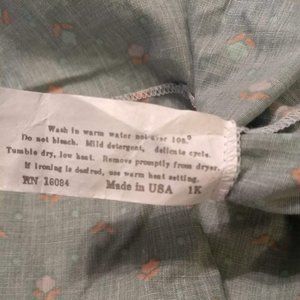 Wash in warm water not over 105°
Do not bleach. Mild detergent, delicate cycle.
Tumble dry, low heat. Remove promptly from dryer.
If ironing is desired, use warm heat setting.
RN 16084 Made in USA 1K